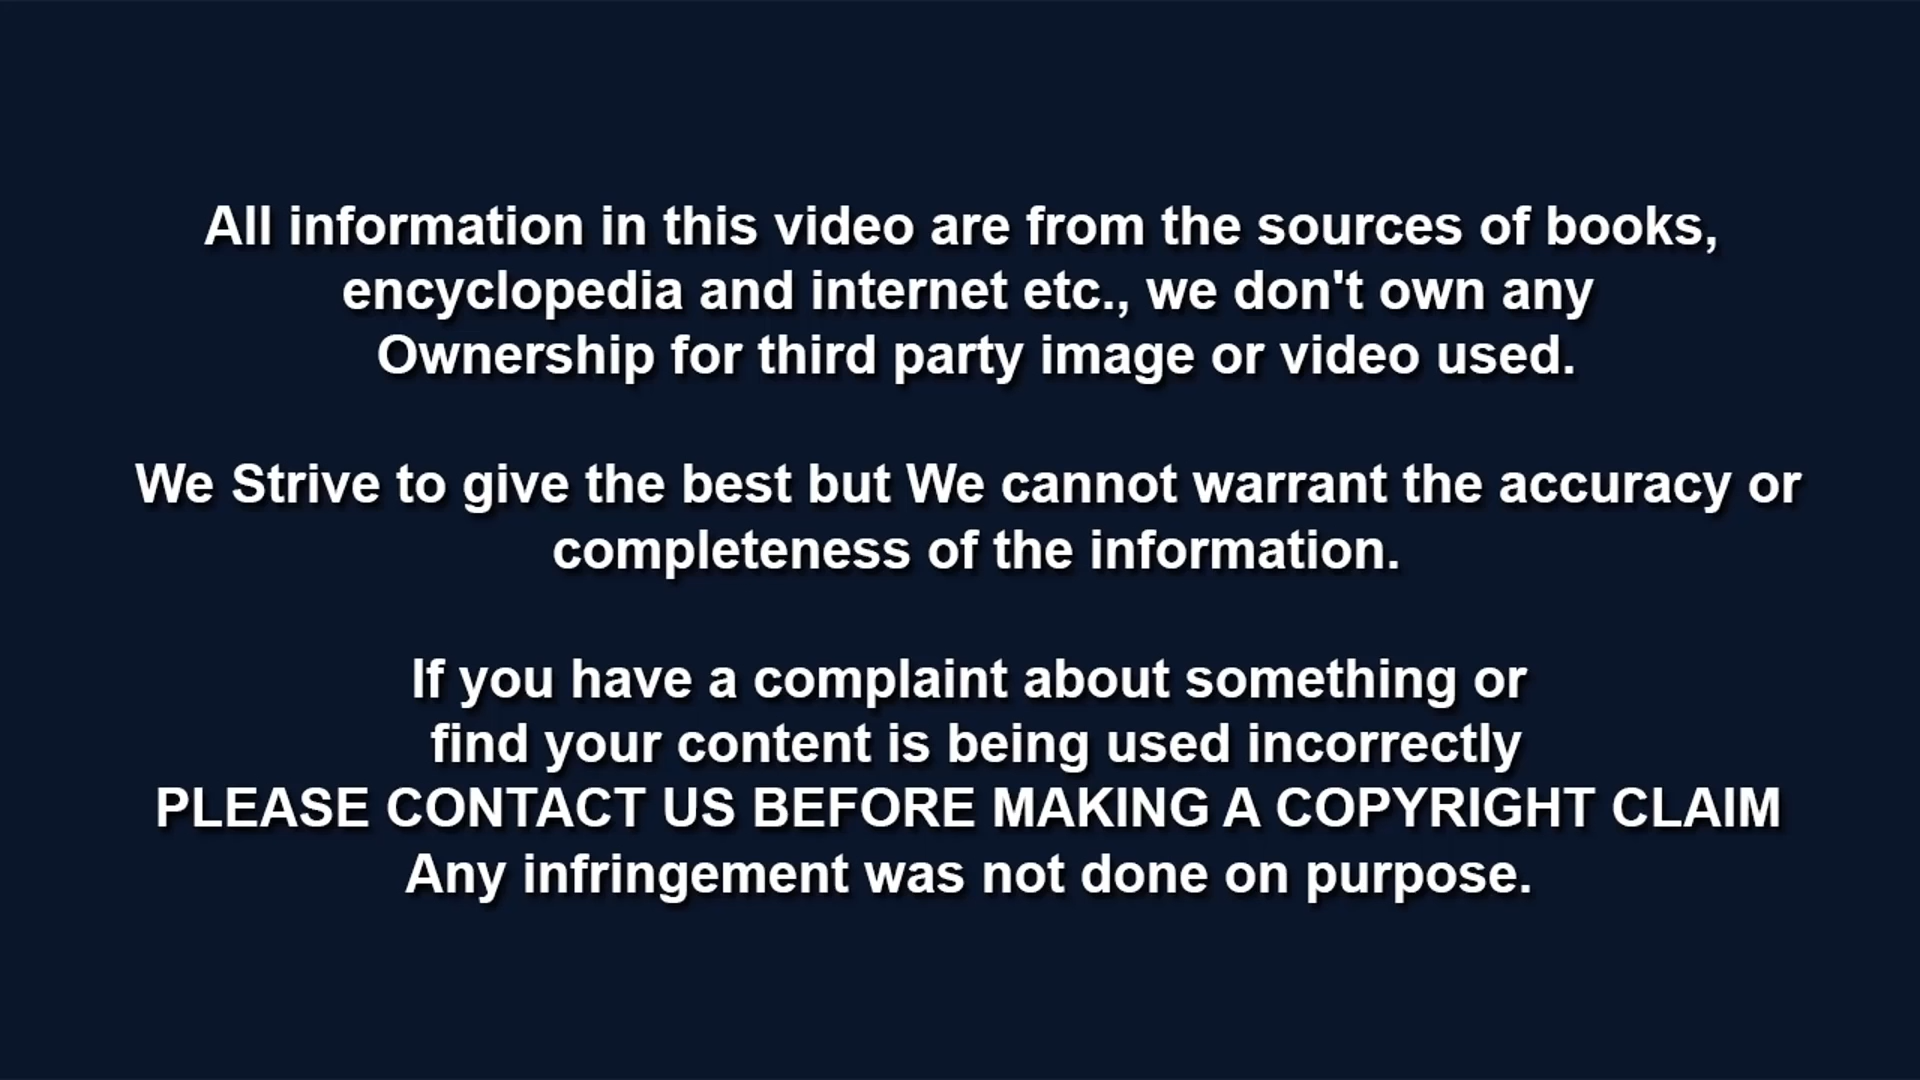 All information in this video are from the sources of books,
encyclopedia and internet etc., we don't own any
Ownership for third party image or video used.
We Strive to give the best but We cannot warrant the accuracy or
completeness of the information.
If you have a complaint about something or
find your content is being used incorrectly
PLEASE CONTACT US BEFORE MAKING A COPYRIGHT CLAIM
Any infringement was not done on purpose.